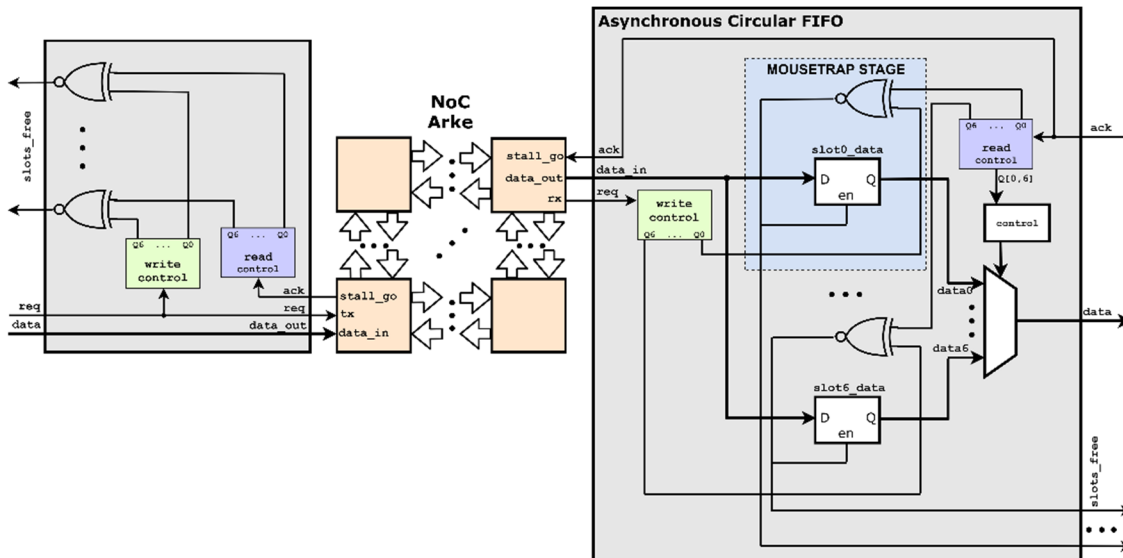 Asynchronous Circular FIFO
MOUSETRAP STAGE
NoC
Arke
slots_free
Q6 ... Q0
write
control
Q6 ... Q0
read
control
ack
req
req
data
data_out
stall_go
tx
data_in
stall_go
data_out
rx
ack
data_in
req
write
control
Q6 ... Q0
slot0_data
D
Q
en
Q6 ... Q0
read
control
ack
Q[0,6]
control
data0
data6
data
slot6_data
D
Q
en
slots_free